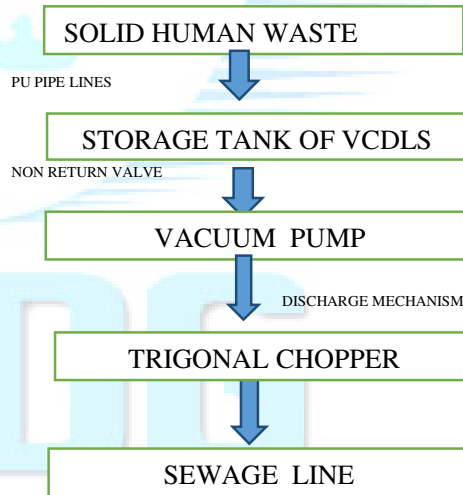 SOLID HUMAN WASTE
PU PIPE LINES
STORAGE TANK OF VCDLS
NON RETURN VALVE
VACUUM PUMP
DISCHARGE MECHANISM
TRIGONAL CHOPPER
SEWAGE LINE